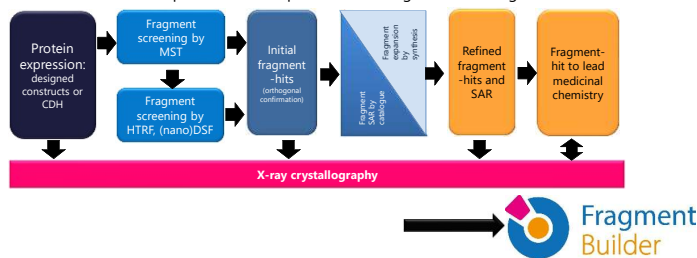 Protein
expression:
designed
constructs or
CDH
Fragment
screening by
MST
Fragment
screening by
HTRF, (nano)DSF
Initial
fragment
-hits
(orthogonal
confirmation)
Fragment
SAR by
catalogue
Fragment
expansion
by
synthesis
Refined
fragment
-hits and
SAR
Fragment-
hit to lead
medicinal
chemistry
X-ray crystallography
Fragment
Builder